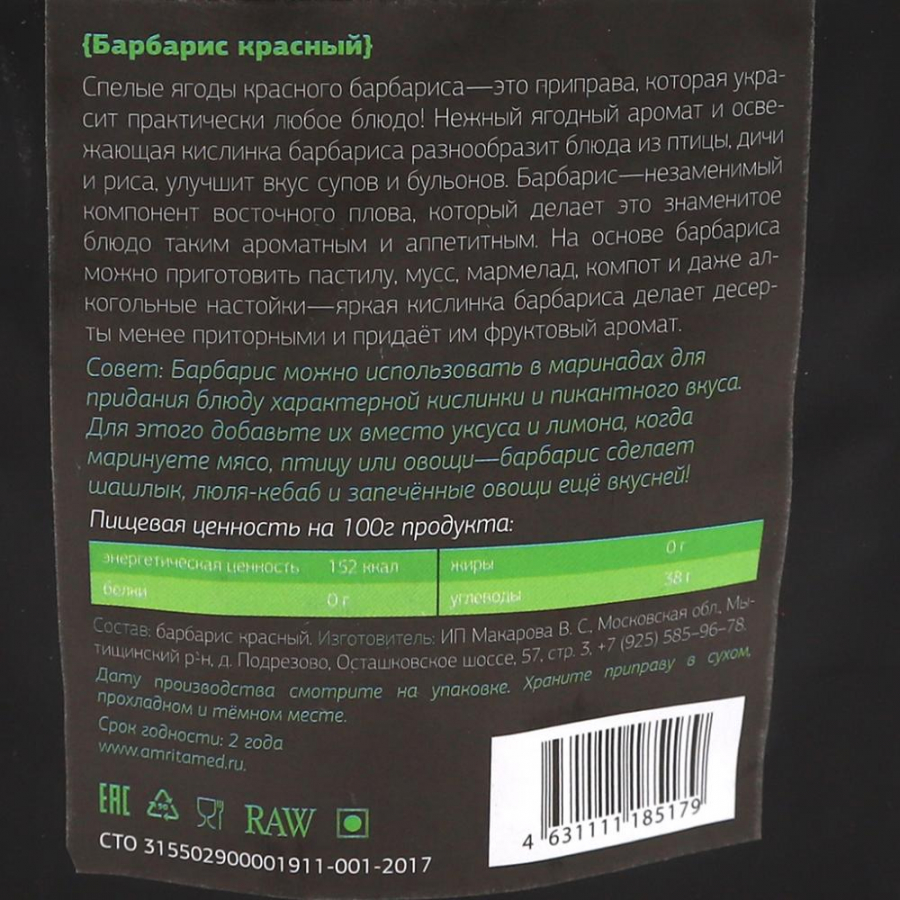 {Барбарис красный}
Спелые ягоды красного барбариса—это приправа, которая укра-
сит практически любое блюдо! Нежный ягодный аромат и осве-
жающая кислинка барбариса разнообразит блюда из птицы, дичи
и риса, улучшит вкус супов и бульонов. Барбарис—незаменимый
компонент восточного плова, который делает это знаменитое
блюдо таким ароматным и аппетитным. На основе барбариса
можно приготовить пастилу, мусс, мармелад, компот и даже ал-
когольные настойки—яркая кислинка барбариса делает десер-
ты менее приторными и придаёт им фруктовый аромат.
Совет: Барбарис можно использовать в маринадах для
придания блюду характерной кислинки и пикантного вкуса.
Для этого добавьте их вместо уксуса и лимона, когда
маринуете мясо, птицу или овощи—барбарис сделает
шашлык, люля-кебаб и запечённые овощи ещё вкусней!
Пищевая ценность на 100г продукта:
энергетическая ценность 152 ккал жиры 0 г
белки 0 г углеводы 38 г
Состав: барбарис красный. Изготовитель: ИП Макарова В. С, Московская обл., Мы-
тищинский р-н, д. Подрезово, Осташковское шоссе, 57, стр. 3, +7 (925) 585-96-78.
Дату производства смотрите на упаковке. Храните приправу в сухом,
прохладном и тёмном месте.
Срок годности: 2 года
www.amritamed.ru.
EAC RAW
СТО 315502900001911-001-2017
4 631111 185179